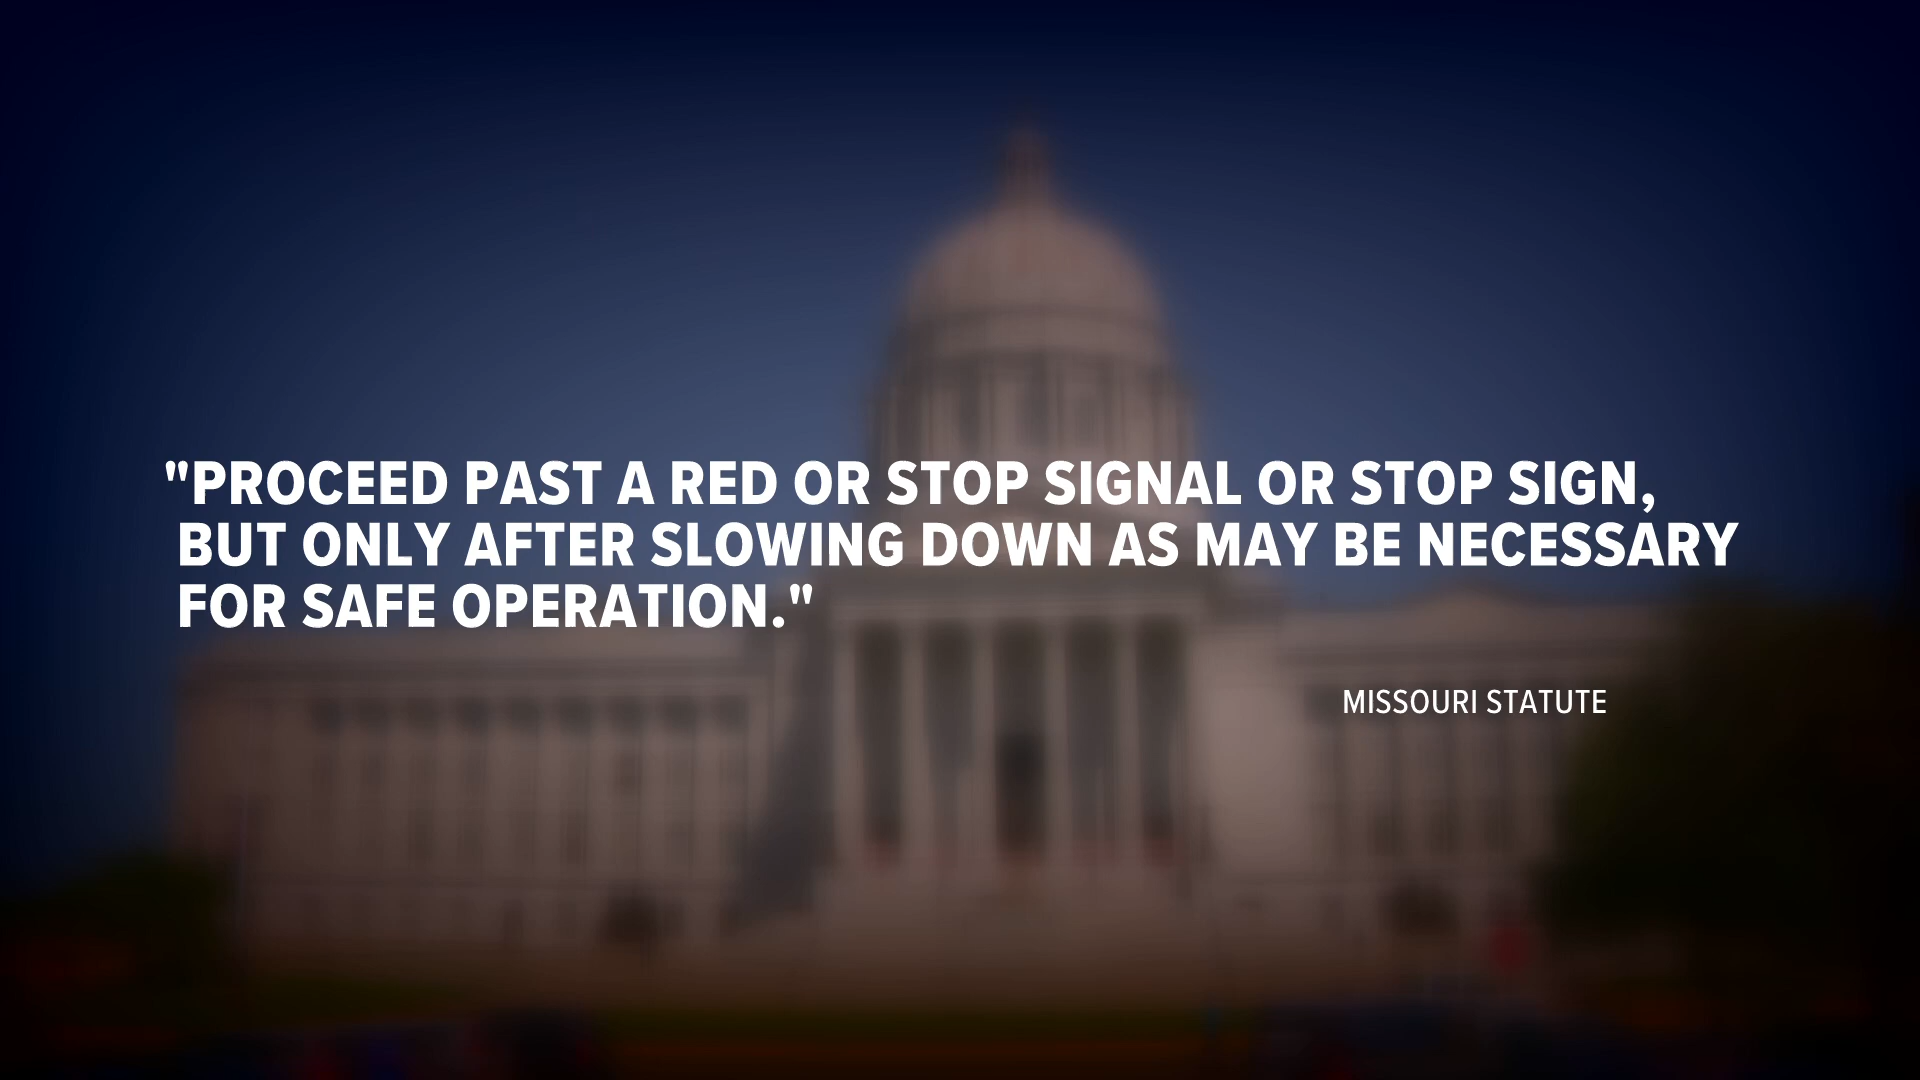 "PROCEED PAST A RED OR STOP SIGNAL OR STOP SIGN,
BUT ONLY AFTER SLOWING DOWN AS MAY BE NECESSARY
FOR SAFE OPERATION."
MISSOURI STATUTE